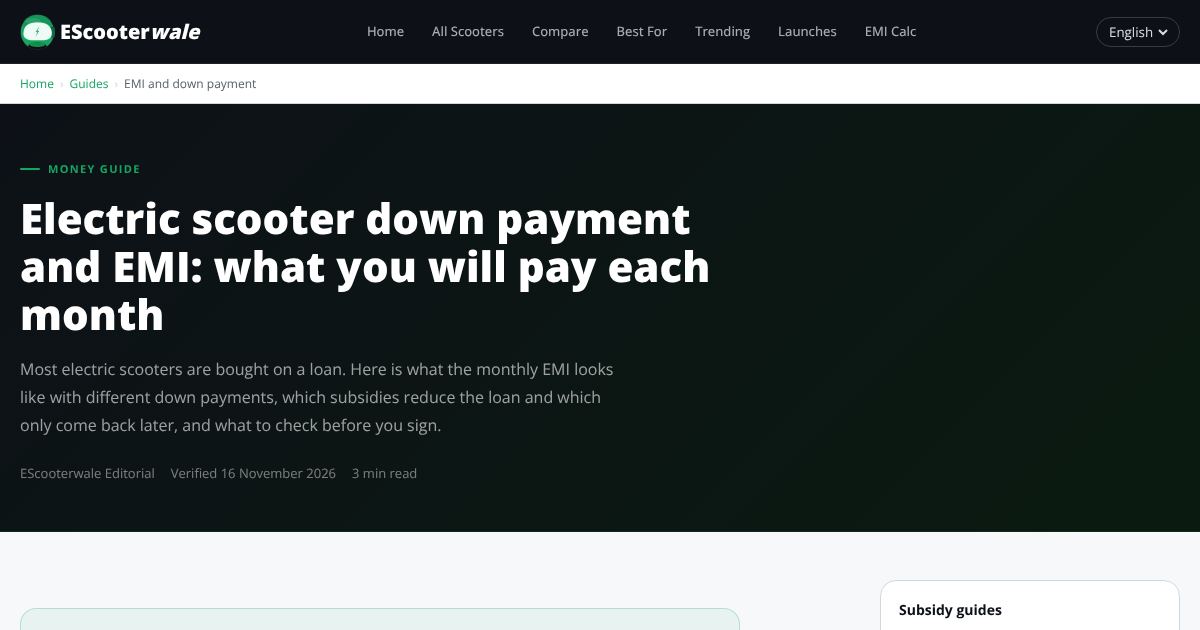 EScooterwale
Home
All Scooters
Compare
Best For
Trending
Launches
EMI Calc
English
Home › Guides › EMI and down payment
MONEY GUIDE
Electric scooter down payment
and EMI: what you will pay each
month
Most electric scooters are bought on a loan. Here is what the monthly EMI looks
like with different down payments, which subsidies reduce the loan and which
only come back later, and what to check before you sign.
EScooterwale Editorial
Verified 16 November 2026
3 min read
Subsidy guides